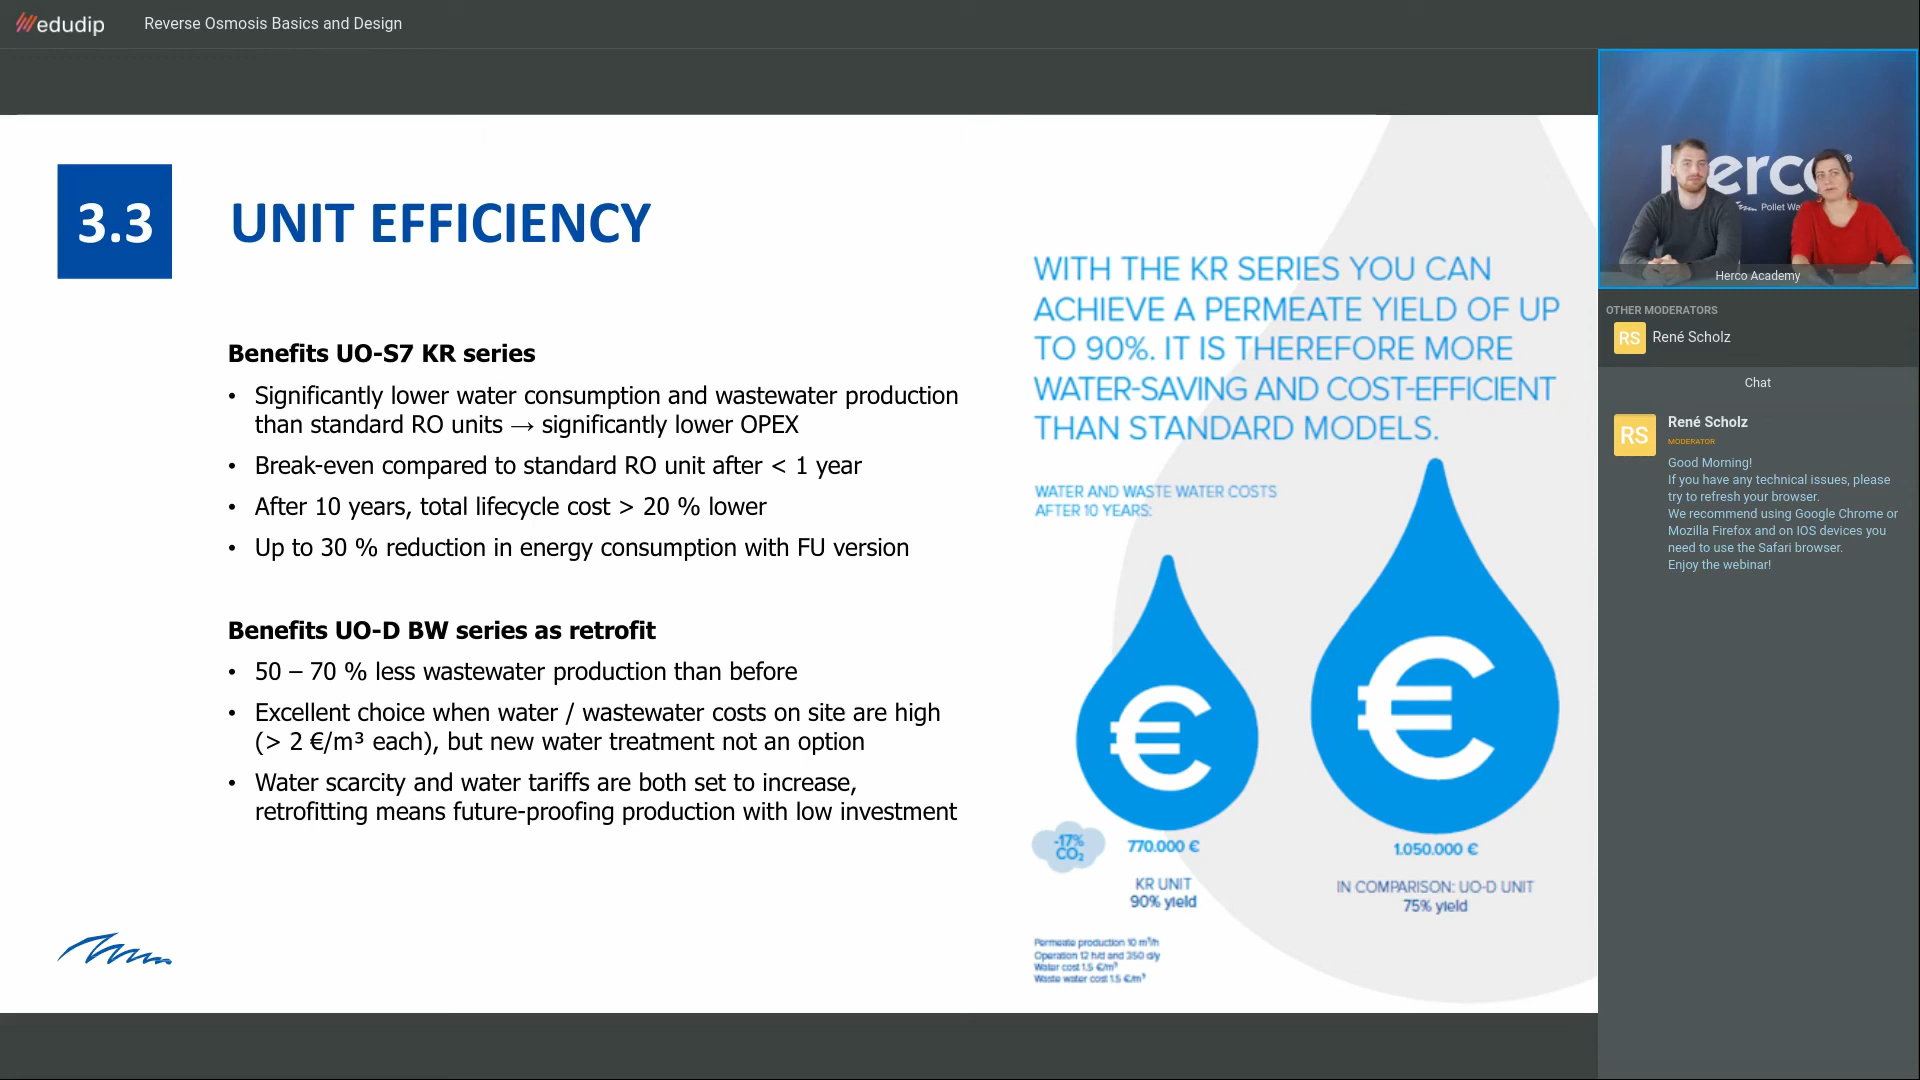 edudip
Reverse Osmosis Basics and Design
3.3
UNIT EFFICIENCY
Benefits UO-S7 KR series
• Significantly lower water consumption and wastewater production
than standard RO units → significantly lower OPEX
• Break-even compared to standard RO unit after < 1 year
• After 10 years, total lifecycle cost > 20 % lower
• Up to 30 % reduction in energy consumption with FU version
Benefits UO-D BW series as retrofit
• 50 – 70 % less wastewater production than before
• Excellent choice when water / wastewater costs on site are high
(> 2 €/m³ each), but new water treatment not an option
• Water scarcity and water tariffs are both set to increase,
retrofitting means future-proofing production with low investment
WITH THE KR SERIES YOU CAN
ACHIEVE A PERMEATE YIELD OF UP
TO 90%. IT IS THEREFORE MORE
WATER-SAVING AND COST-EFFICIENT
THAN STANDARD MODELS.
WATER AND WASTE WATER COSTS
AFTER 10 YEARS:
€
€
-17%
CO₂
770.000 €
1.050.000 €
KR UNIT
90% yield
IN COMPARISON: UO-D UNIT
75% yield
Permeate production 10 m³/h
Operation 12 h/d and 350 d/y
Water cost 1.5 €/m³
Waste water cost 1.5 €/m³
Herco
Pollet Wa
Herco Academy
OTHER MODERATORS
RS
René Scholz
Chat
RS
René Scholz
MODERATOR
Good Morning!
If you have any technical issues, please
try to refresh your browser.
We recommend using Google Chrome or
Mozilla Firefox and on IOS devices you
need to use the Safari browser.
Enjoy the webinar!